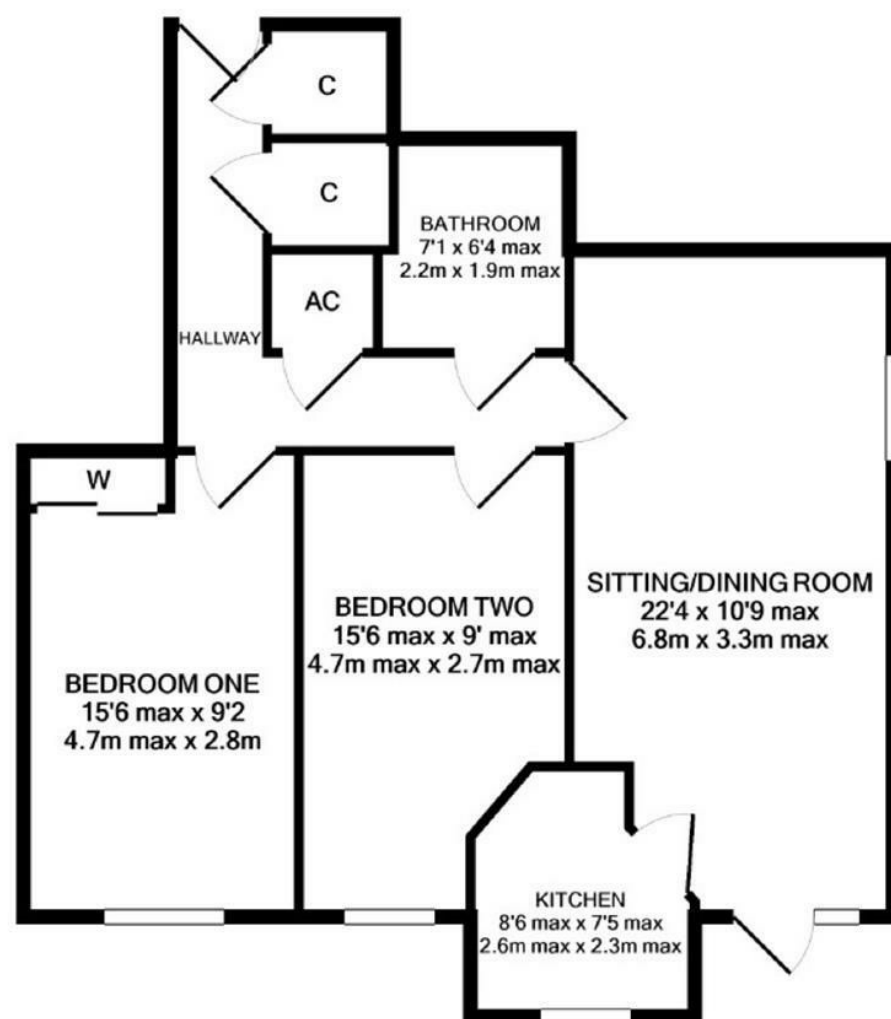 C
C
BATHROOM
7'1 x 6'4 max
2.2m x 1.9m max
AC
HALLWAY
W
SITTING/DINING ROOM
22'4 x 10'9 max
6.8m x 3.3m max
BEDROOM TWO
15'6 max x 9' max
4.7m max x 2.7m max
BEDROOM ONE
15'6 max x 9'2
4.7m max x 2.8m
KITCHEN
8'6 max x 7'5 max
2.6m max x 2.3m max